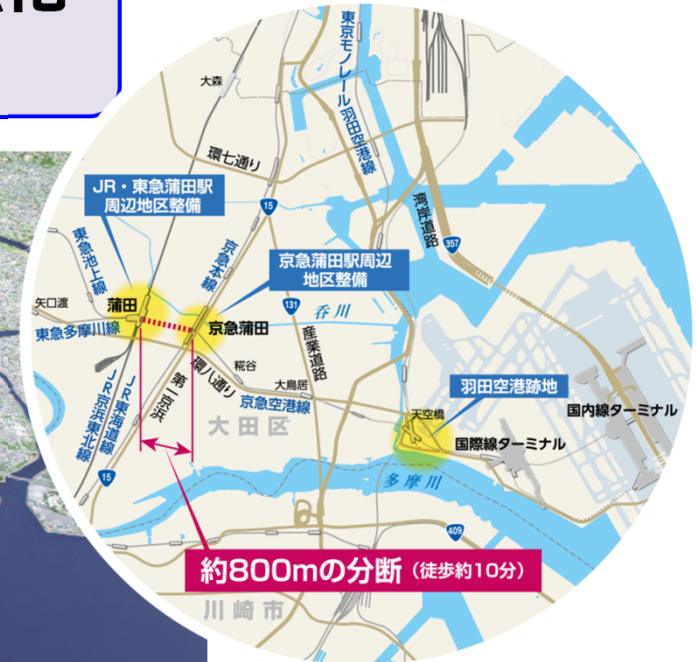 大森
東京モノレール羽田空港線
環七通り
JR・東急蒲田駅
周辺地区整備
15
湾岸道路
357
東急池上線
京急本線
京急蒲田駅周辺
地区整備
矢口渡
蒲田
131
呑川
東急多摩川線
京急蒲田
産業道路
糀谷
環八通り
大鳥居
羽田空港跡地
第一京浜
京急空港線
天空橋
国内線ターミナル
JR東海道線
JR京浜東北線
大田区
国際線ターミナル
15
多摩川
409
約800mの分断(徒歩約10分)
川崎市